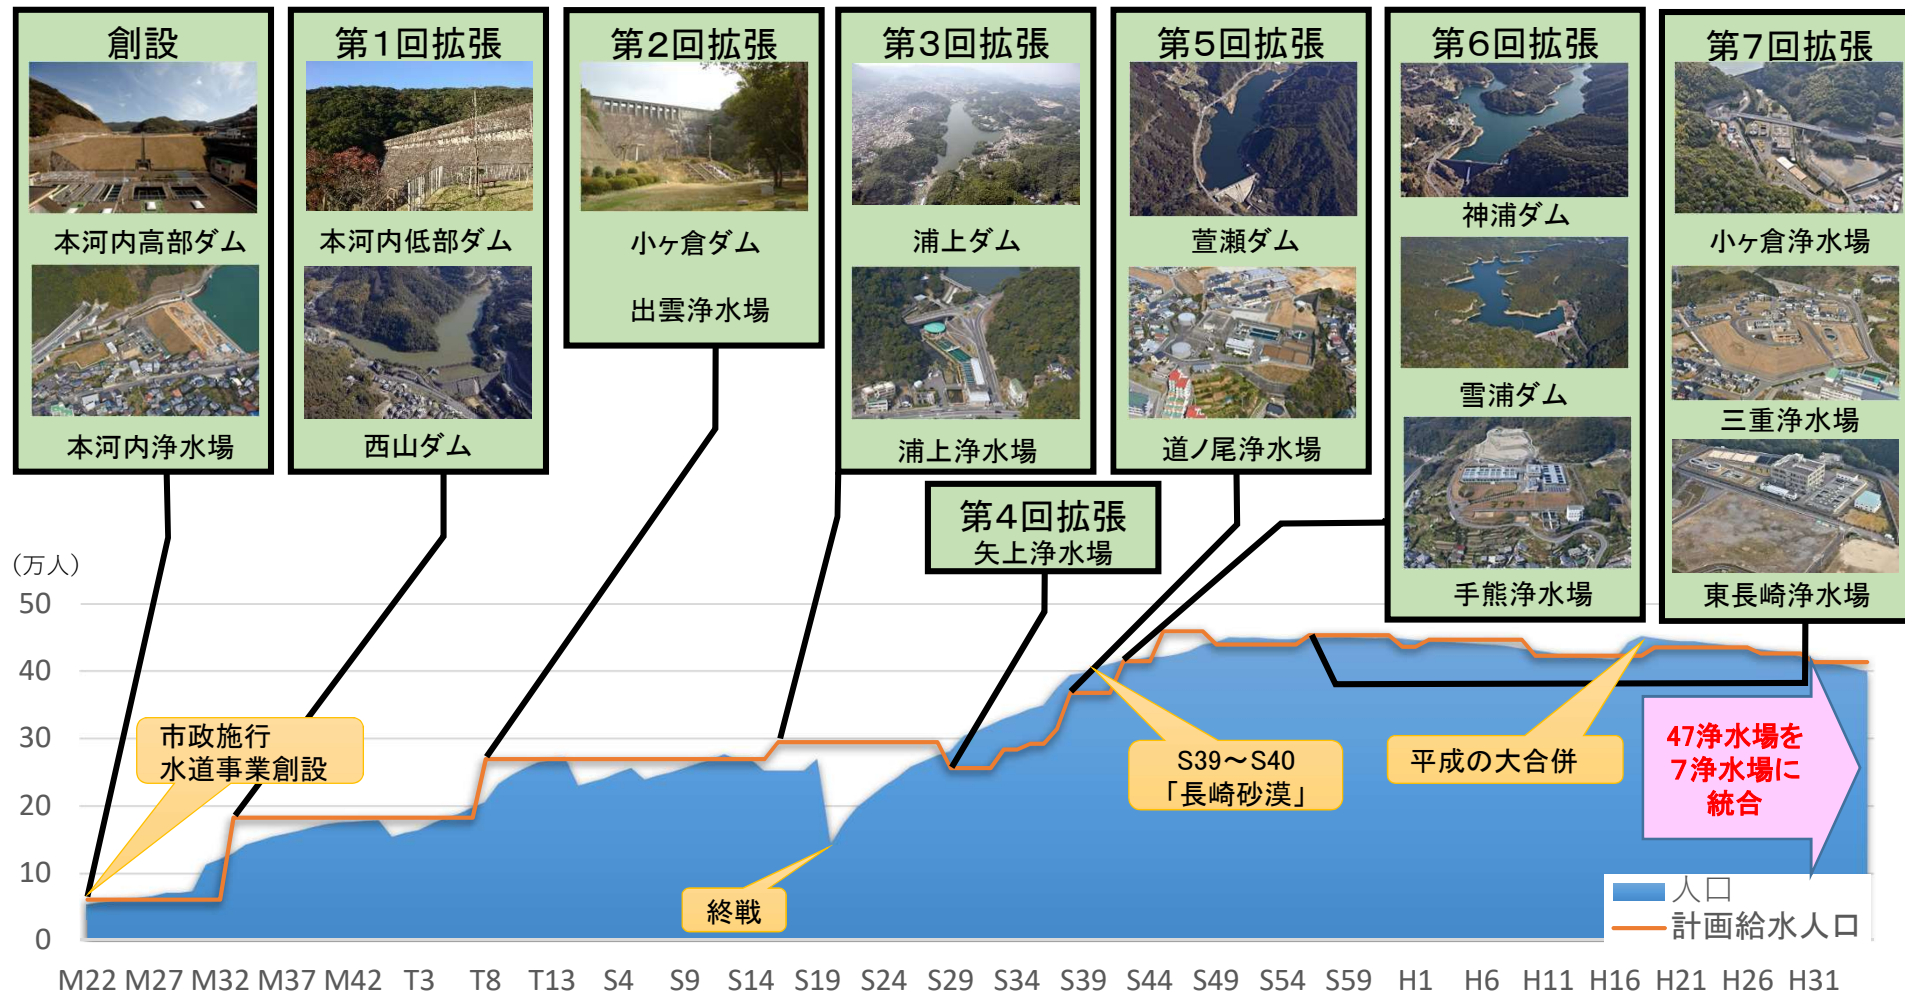 創設
本河内高部ダム
本河内浄水場
第1回拡張
本河内低部ダム
西山ダム
第2回拡張
小ヶ倉ダム
出雲浄水場
第3回拡張
浦上ダム
浦上浄水場
第4回拡張
矢上浄水場
第5回拡張
萱瀬ダム
道ノ尾浄水場
第6回拡張
神浦ダム
雪浦ダム
手熊浄水場
第7回拡張
小ヶ倉浄水場
三重浄水場
東長崎浄水場
(万人)
50
40
30
20
10
0
市政施行
水道事業創設
終戦
S39～S40
「長崎砂漠」
平成の大合併
47浄水場を
7浄水場に
統合
人口
計画給水人口
M22 M27 M32 M37 M42 T3 T8 T13 S4 S9 S14 S19 S24 S29 S34 S39 S44 S49 S54 S59 H1 H6 H11 H16 H21 H26 H31